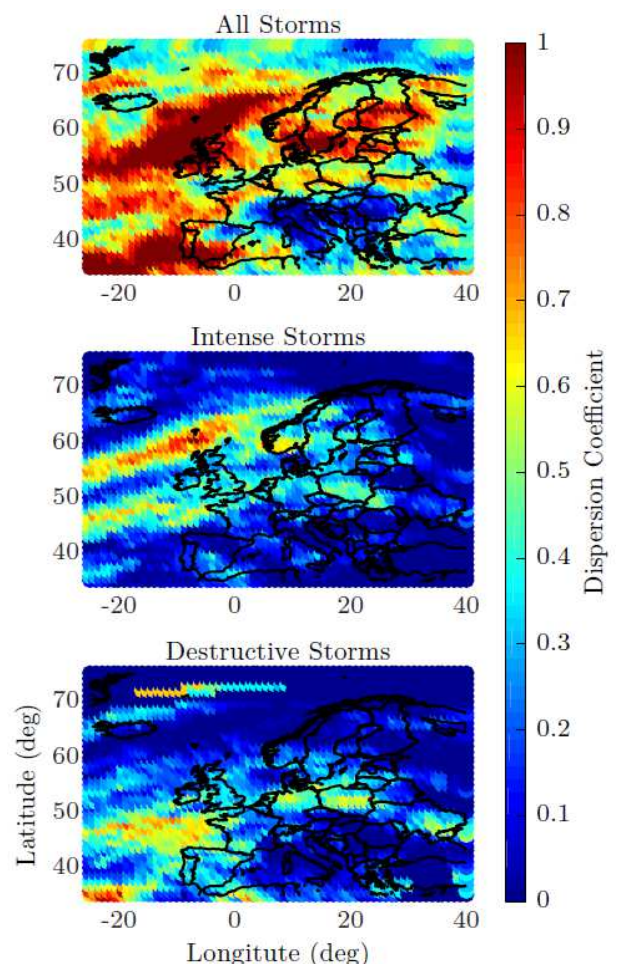 All Storms
70
60
50
40
-20 0 20 40
Intense Storms
70
60
50
40
-20 0 20 40
Destructive Storms
70
60
50
40
-20 0 20 40
Latitude (deg)
Longitute (deg)
1
0.9
0.8
0.7
0.6
0.5
0.4
0.3
0.2
0.1
0
Dispersion Coefficient